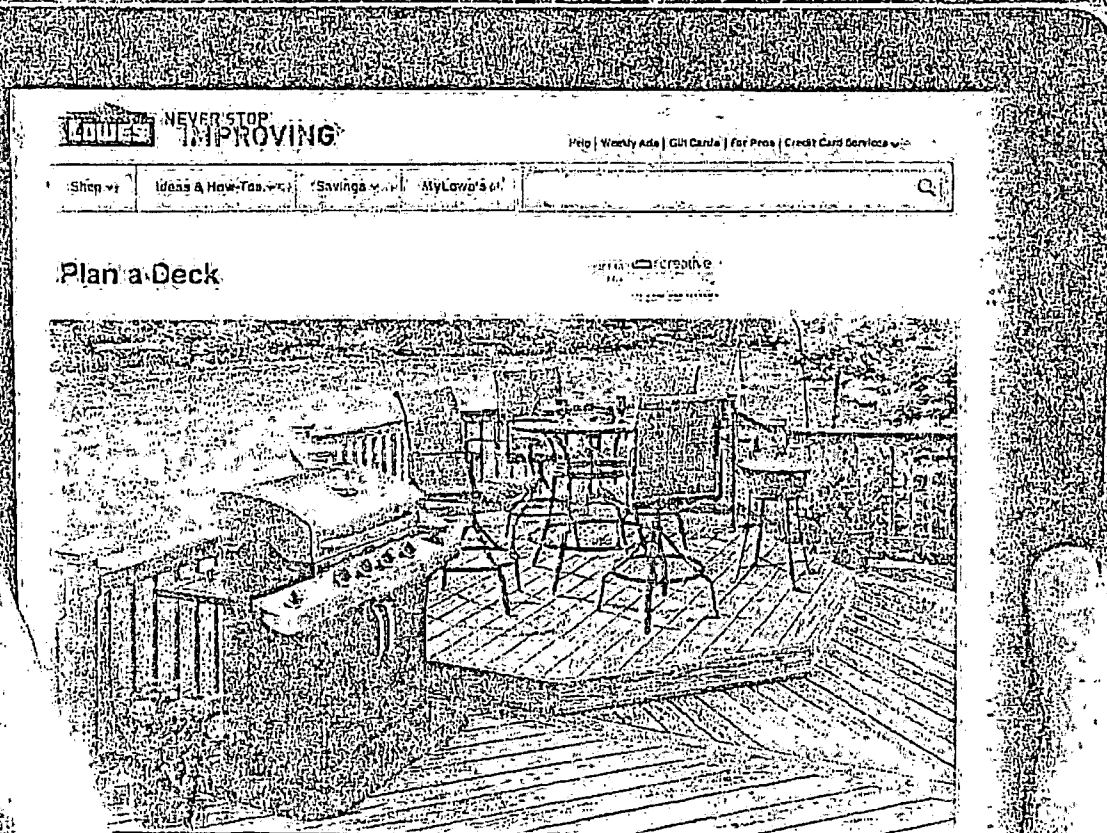 LOWE'S
NEVER STOP
IMPROVING
Help | Weekly Ads | Gift Cards | For Pros | Credit Card Services
Shop
Ideas & How-Tos
Savings
MyLowe's
Plan a Deck
creative